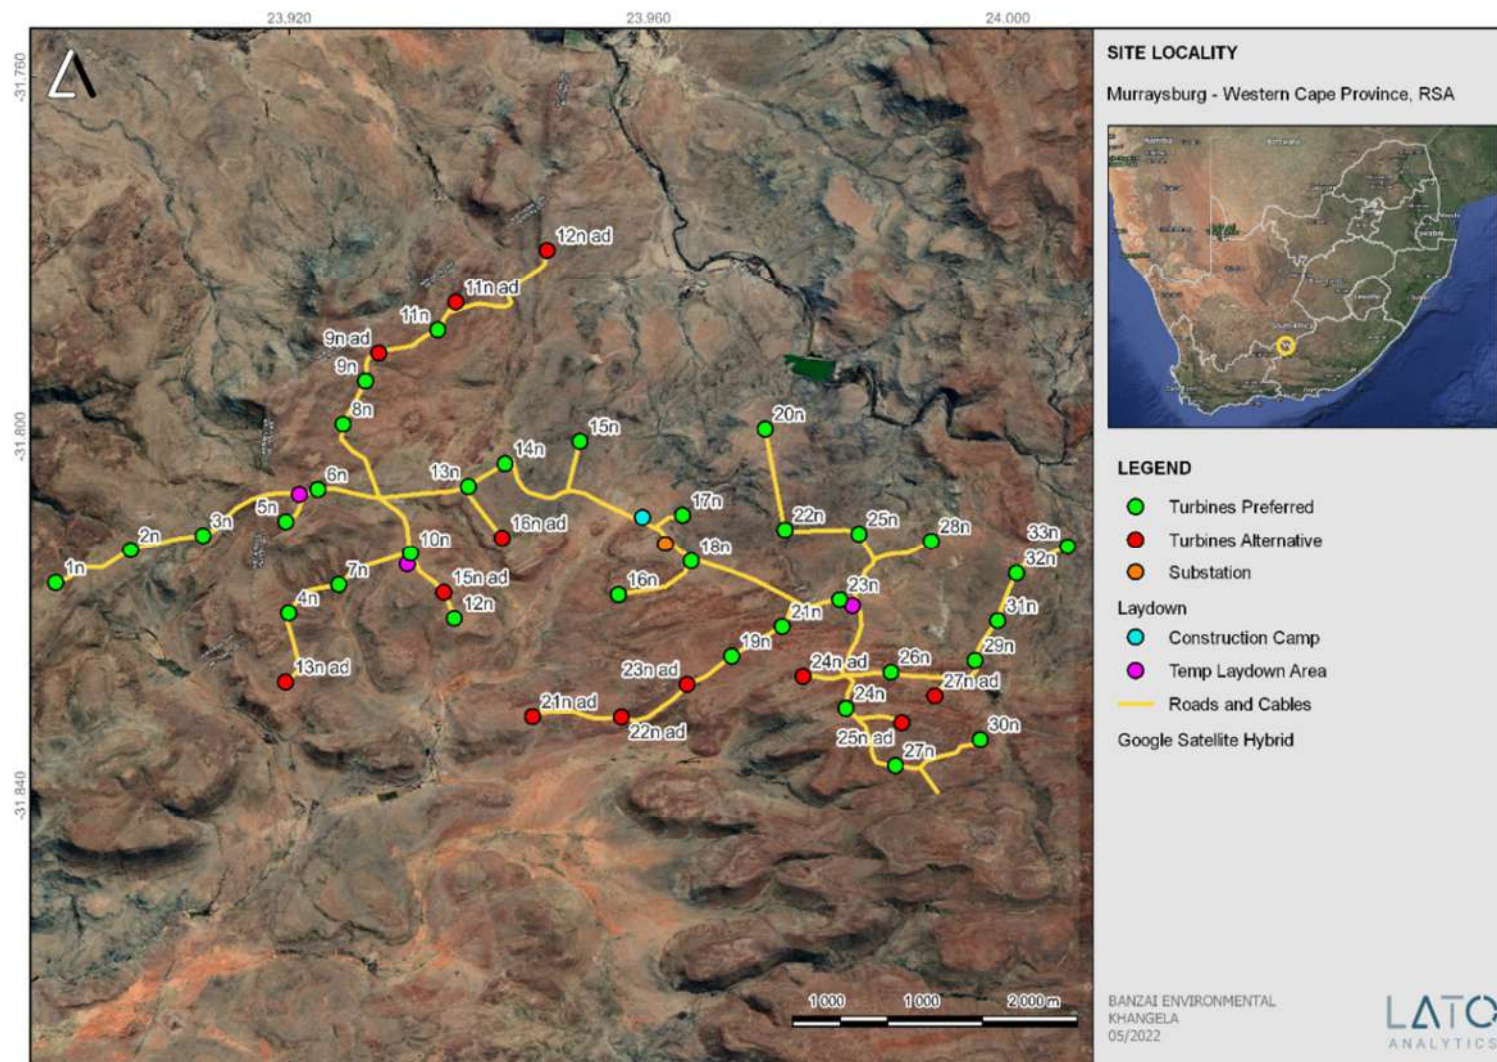 23.920
23.960
24.000
-31.760
-31.800
-31.840
12n ad
11n ad
11n
9n ad
9n
8n
20n
15n
14n
13n
6n
5n
3n
2n
1n
16n ad
17n
22n
25n
28n
33n
32n
10n
18n
7n
15n ad
16n
12n
4n
23n
21n
31n
19n
29n
13n ad
23n ad
24n ad
26n
27n ad
21n ad
22n ad
24n
25n ad
30n
27n
1 000
1 000
2 000 m
SITE LOCALITY
Murraysburg - Western Cape Province, RSA
Namibia
Botswana
South Africa
Lesotho
LEGEND
Turbines Preferred
Turbines Alternative
Substation
Laydown
Construction Camp
Temp Laydown Area
Roads and Cables
Google Satellite Hybrid
BANZAI ENVIRONMENTAL
KHANGELA
05/2022
LATO
ANALYTICS